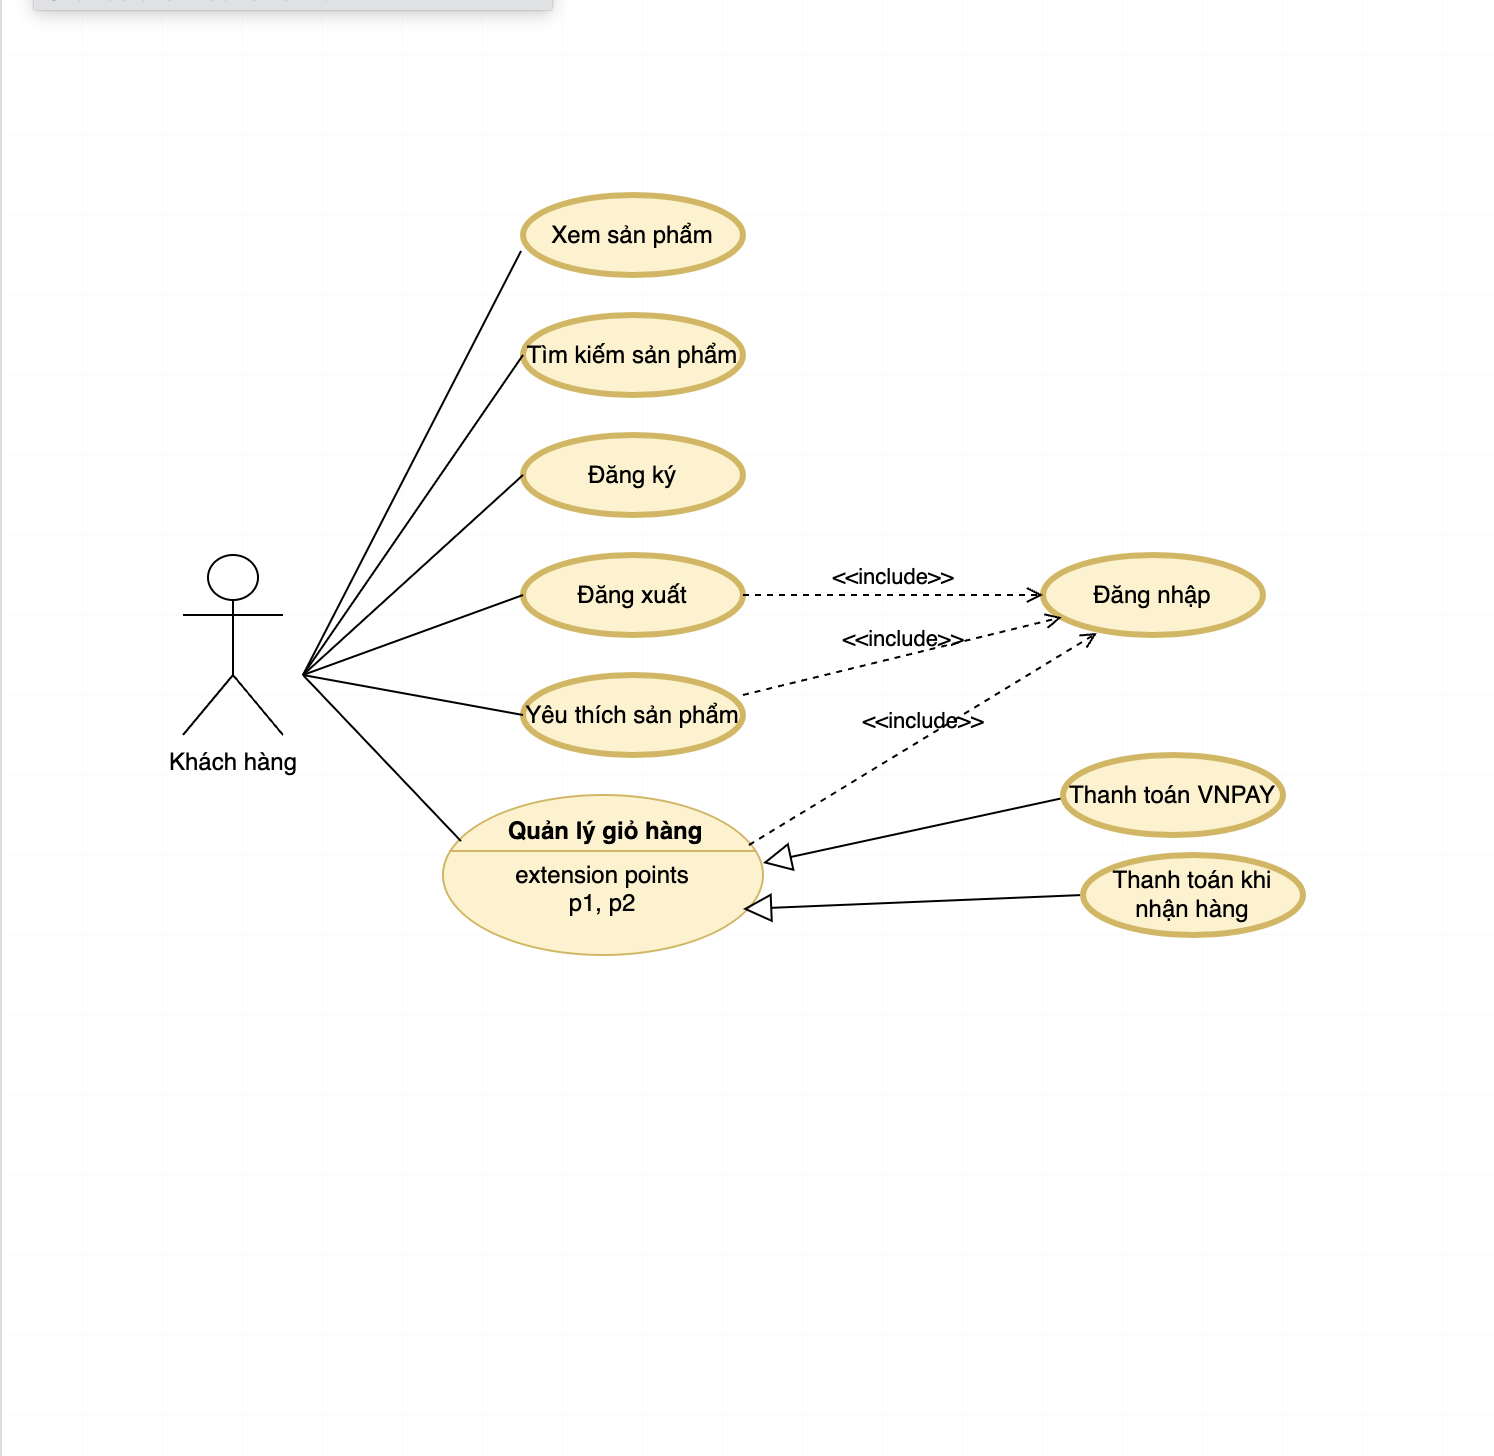 Xem sản phẩm
Tìm kiếm sản phẩm
Đăng ký
Đăng xuất
<<include>>
Đăng nhập
<<include>>
Yêu thích sản phẩm
<<include>>
Khách hàng
Thanh toán VNPAY
Quản lý giỏ hàng
extension points
p1, p2
Thanh toán khi
nhận hàng